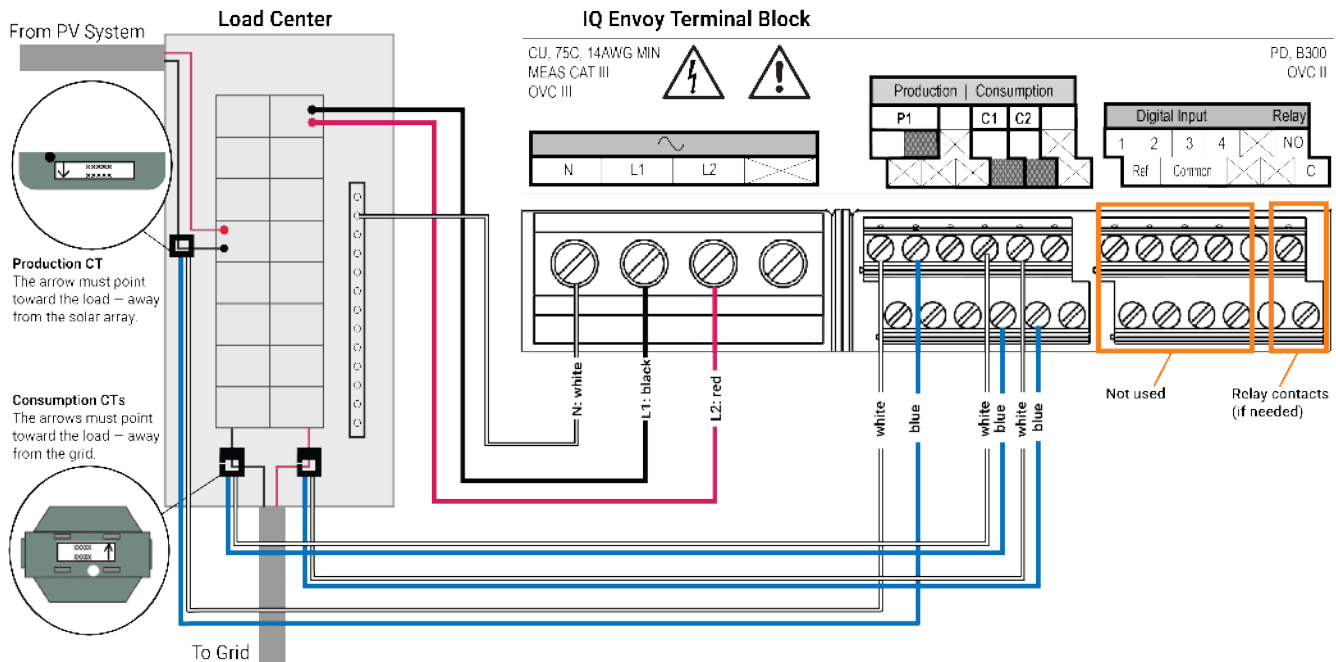 Load Center
IQ Envoy Terminal Block
From PV System
CU, 75C, 14AWG MIN
MEAS CAT III
OVC III
PD, B300
OVC II
Production | Consumption
P1 C1 C2
Digital Input Relay
1 2 3 4 NO
Ref Common C
N L1 L2
xxxxx
xxxxx
Production CT
The arrow must point
toward the load – away
from the solar array.
Consumption CTs
The arrows must point
toward the load – away
from the grid.
xxxxx
xxxxx
N: white
L1: black
L2: red
white
blue
white
blue
white
blue
Not used
Relay contacts
(if needed)
To Grid